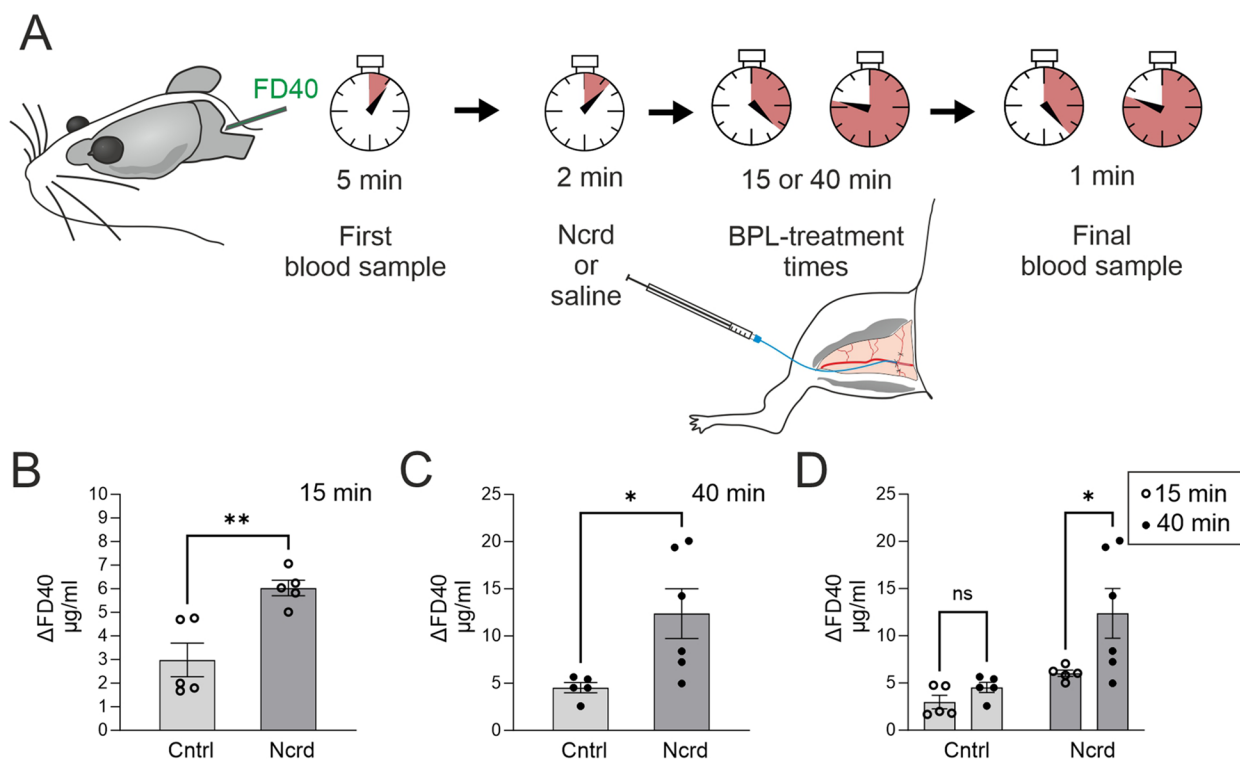 A
FD40
5 min
2 min
15 or 40 min
1 min
First
blood sample
Ncrd
or
saline
BPL-treatment
times
Final
blood sample
B
15 min
**
ΔFD40
µg/ml
10
9
8
7
6
5
4
3
2
1
0
Cntrl
Ncrd
C
40 min
*
ΔFD40
µg/ml
25
20
15
10
5
0
Cntrl
Ncrd
D
15 min
40 min
ns
*
ΔFD40
µg/ml
25
20
15
10
5
0
Cntrl
Ncrd